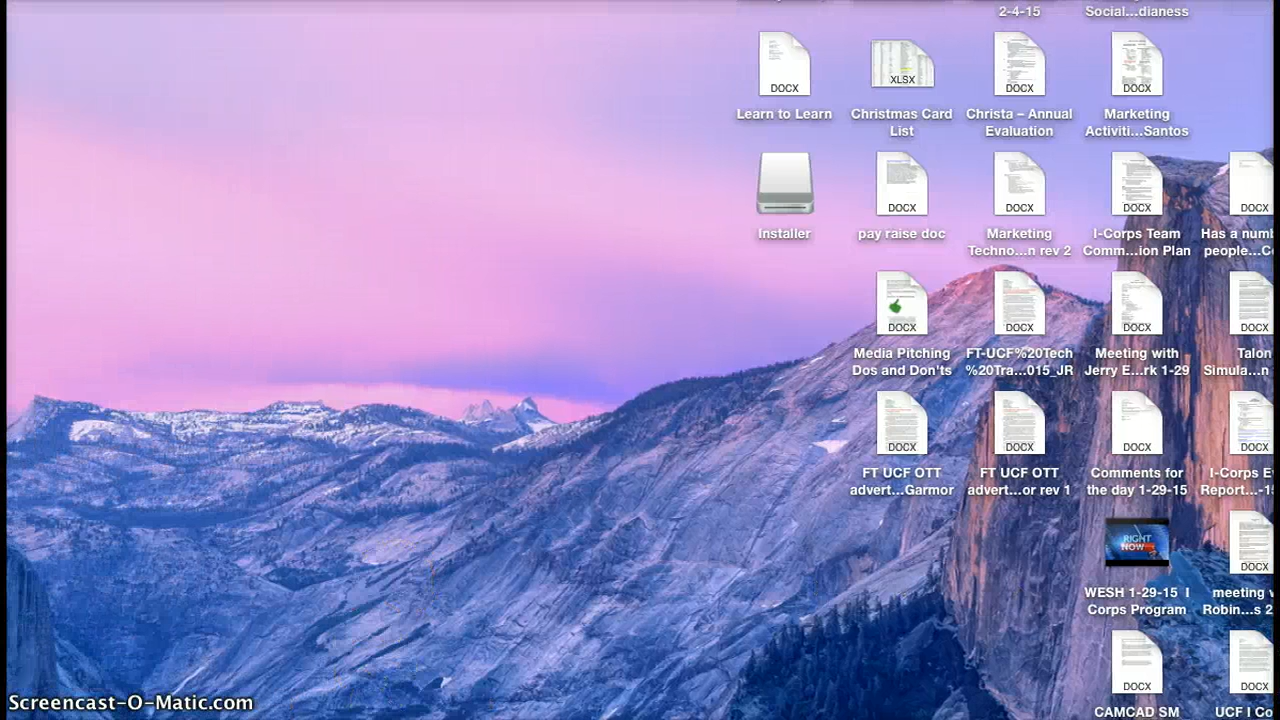 2-4-15
Social...dianess
DOCX
XLSX
DOCX
DOCX
Learn to Learn
Christmas Card
List
Christa – Annual
Evaluation
Marketing
Activiti...Santos
DOCX
DOCX
DOCX
DOCX
Installer
pay raise doc
Marketing
Techno...n rev 2
I-Corps Team
Comm...ion Plan
Has a num
people...C
DOCX
DOCX
DOCX
DOCX
Media Pitching
Dos and Don'ts
FT-UCF%20Tech
%20Tra...015_JR
Meeting with
Jerry E...rk 1-29
Talon
Simula...n
DOCX
DOCX
DOCX
DOCX
FT UCF OTT
advert...Garmor
FT UCF OTT
advert...or rev 1
Comments for
the day 1-29-15
I-Corps E
Report...-1
RIGHT
NOW
DOCX
WESH 1-29-15 I
Corps Program
meeting
Robin...s 2
DOCX
DOCX
CAMCAD SM
UCF I Co
Screencast-O-Matic.com